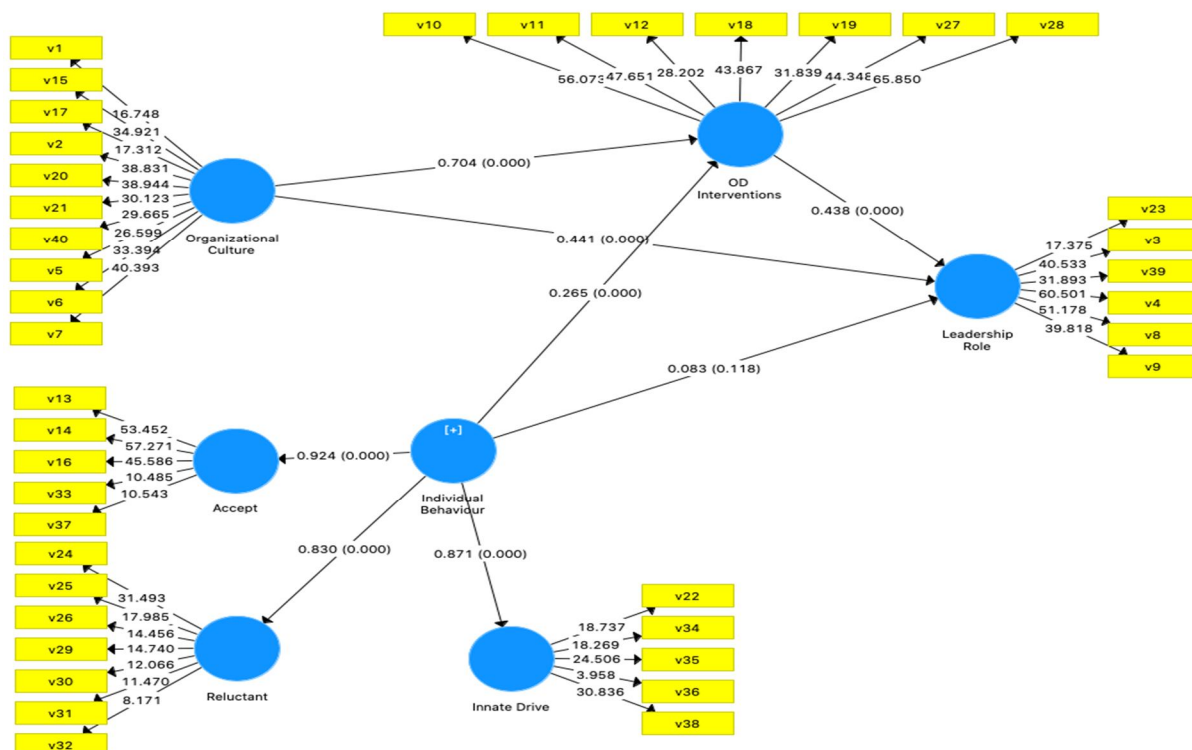 v10
v11
v12
v18
v19
v27
v28
56.073
47.651
28.202
43.867
31.839
44.348
65.850
OD
Interventions
v1
v15
v17
v2
v20
v21
v40
v5
v6
v7
16.748
34.921
17.312
38.831
38.944
30.123
29.665
26.599
33.394
40.393
Organizational
Culture
0.704 (0.000)
0.441 (0.000)
0.438 (0.000)
0.265 (0.000)
0.083 (0.118)
v23
v3
v39
v4
v8
v9
17.375
40.533
31.893
60.501
51.178
39.818
Leadership
Role
v13
v14
v16
v33
v37
53.452
57.271
45.586
10.485
10.543
Accept
0.924 (0.000)
[+]
Individual
Behaviour
0.830 (0.000)
0.871 (0.000)
v24
v25
v26
v29
v30
v31
v32
31.493
17.985
14.456
14.740
12.066
11.470
8.171
Reluctant
v22
v34
v35
v36
v38
18.737
18.269
24.506
3.958
30.836
Innate Drive